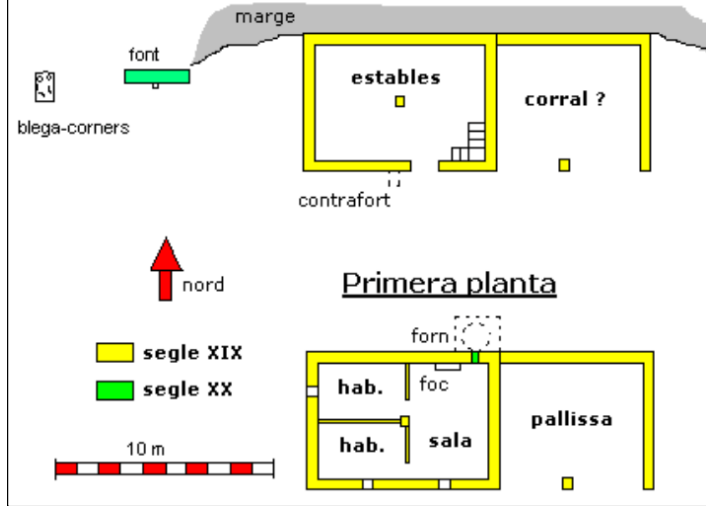 marge
font
estables
corral ?
blega-corners
contrafort
nord
Primera planta
forn
segle XIX
segle XX
hab.
foc
pallissa
hab.
sala
10 m